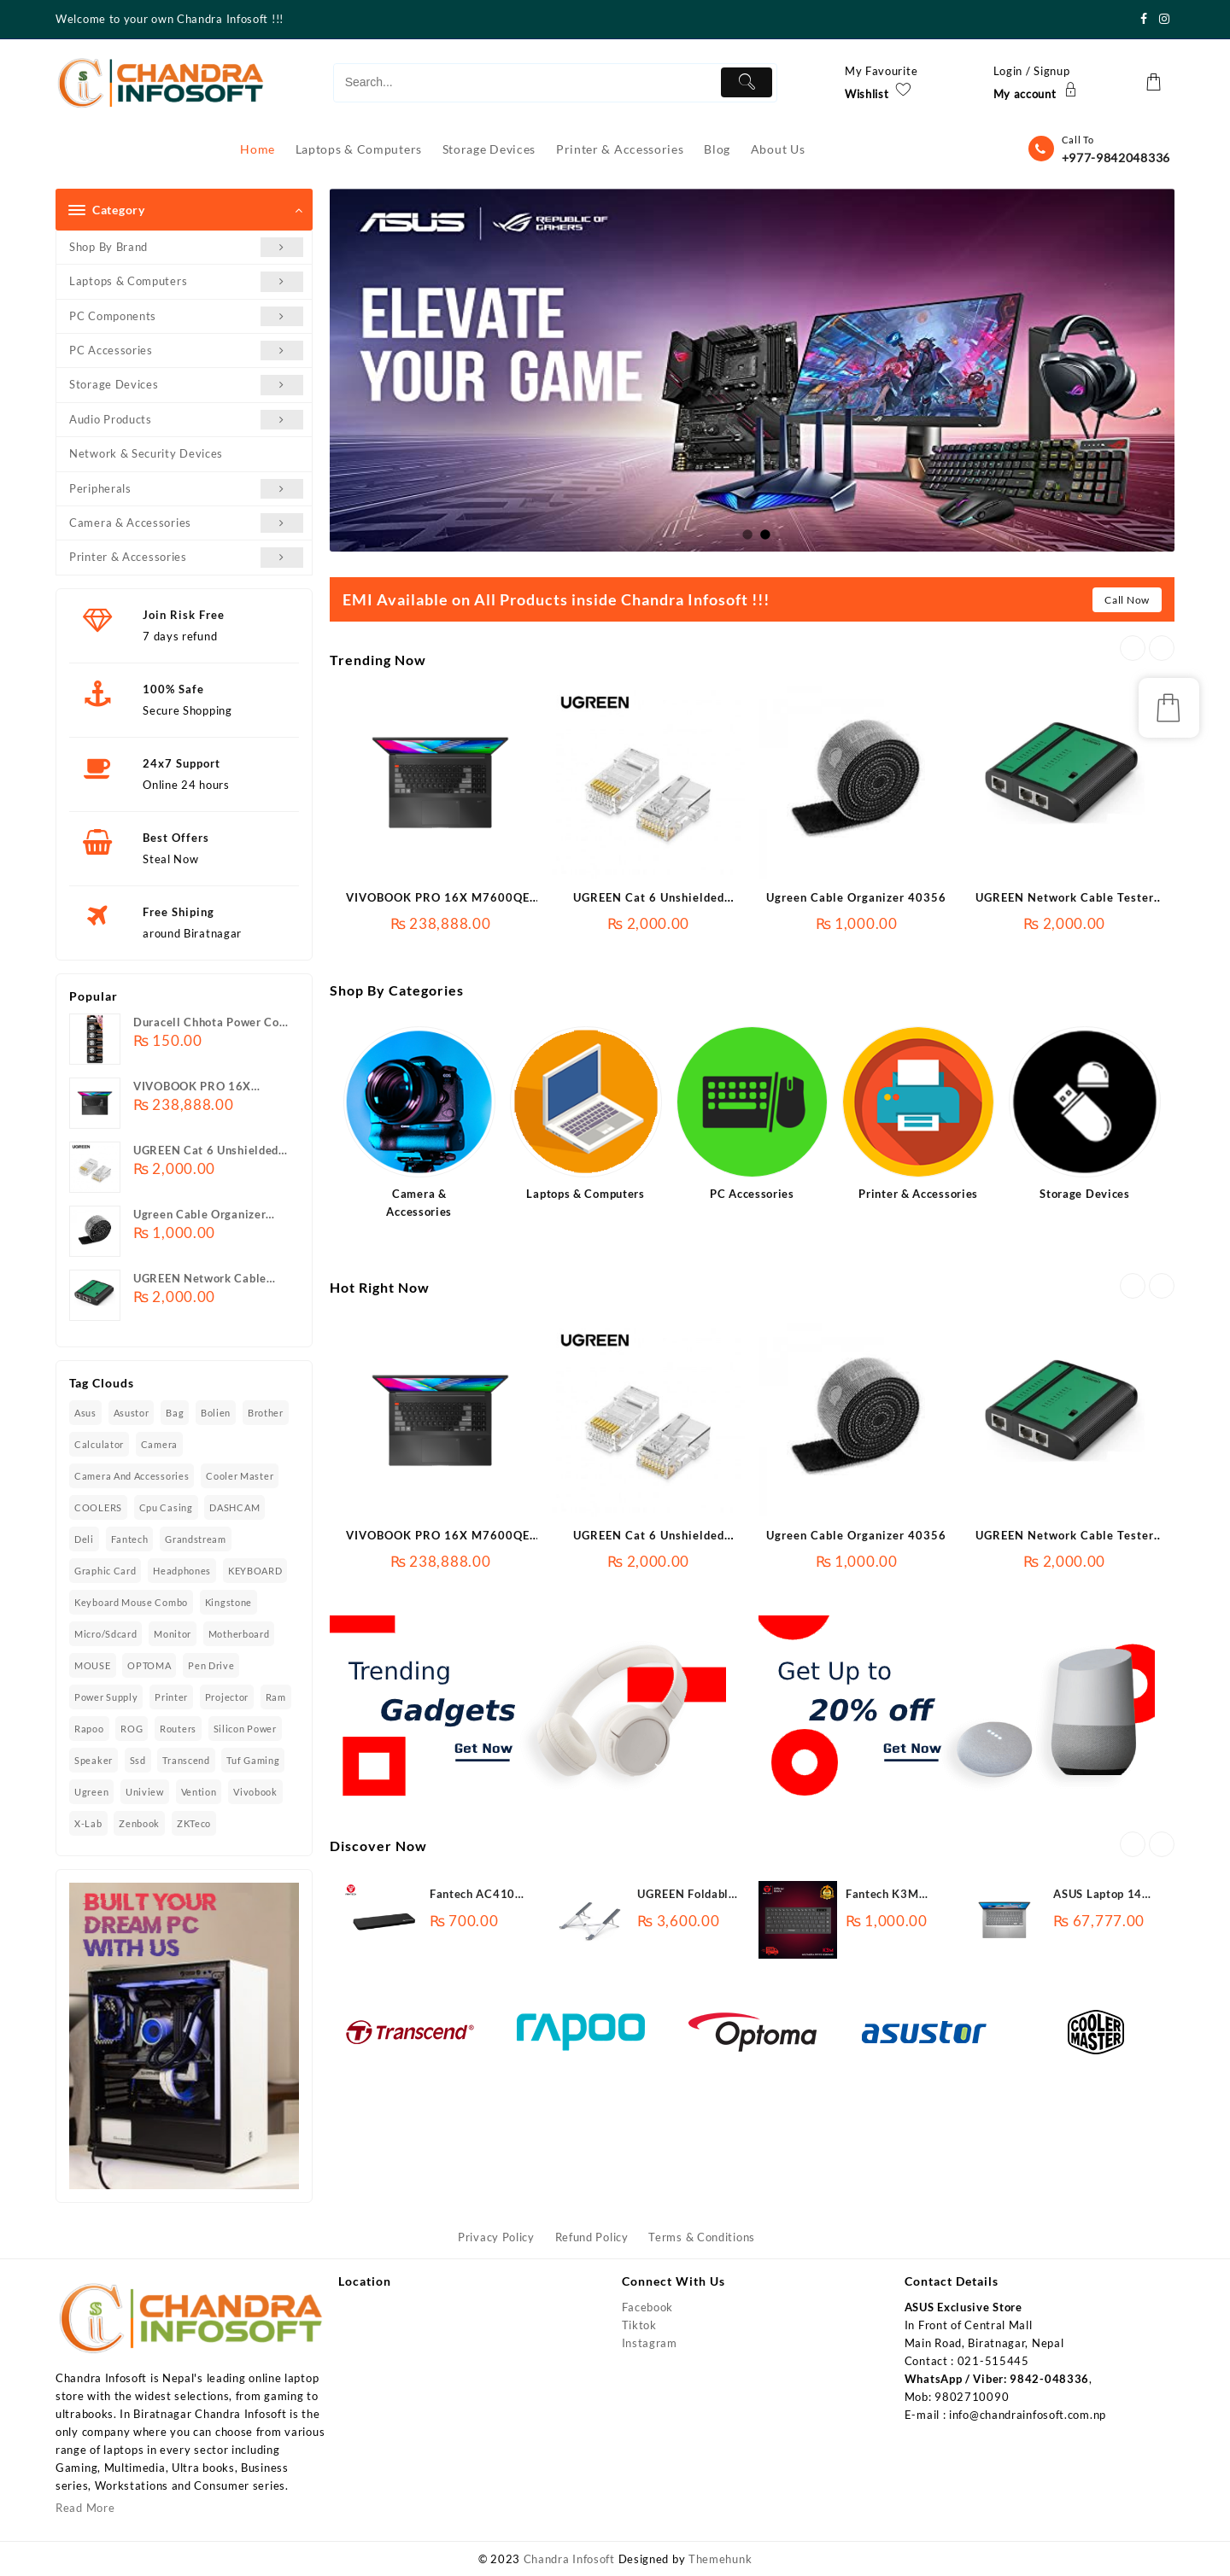 Welcome to your own Chandra Infosoft !!!
CHANDRA
INFOSOFT
Search...
My Favourite
Wishlist
Login / Signup
My account
Home
Laptops & Computers
Storage Devices
Printer & Accessories
Blog
About Us
Call To
+977-9842048336
Category
Shop By Brand
Laptops & Computers
PC Components
PC Accessories
Storage Devices
Audio Products
Network & Security Devices
Peripherals
Camera & Accessories
Printer & Accessories
ASUS
REPUBLIC OF
GAMERS
ELEVATE
YOUR GAME
EMI Available on All Products inside Chandra Infosoft !!!
Call Now
Join Risk Free
7 days refund
100% Safe
Secure Shopping
24x7 Support
Online 24 hours
Best Offers
Steal Now
Free Shiping
around Biratnagar
Trending Now
UGREEN
VIVOBOOK PRO 16X M7600QE...
₨ 238,888.00
UGREEN Cat 6 Unshielded...
₨ 2,000.00
Ugreen Cable Organizer 40356
₨ 1,000.00
UGREEN Network Cable Tester..
₨ 2,000.00
Popular
Duracell Chhota Power Co...
₨ 150.00
VIVOBOOK PRO 16X...
₨ 238,888.00
UGREEN
UGREEN Cat 6 Unshielded...
₨ 2,000.00
Ugreen Cable Organizer...
₨ 1,000.00
UGREEN Network Cable...
₨ 2,000.00
Shop By Categories
Camera &
Accessories
Laptops & Computers
PC Accessories
Printer & Accessories
Storage Devices
Hot Right Now
UGREEN
VIVOBOOK PRO 16X M7600QE...
₨ 238,888.00
UGREEN Cat 6 Unshielded...
₨ 2,000.00
Ugreen Cable Organizer 40356
₨ 1,000.00
UGREEN Network Cable Tester..
₨ 2,000.00
Tag Clouds
Asus Asustor Bag Bolien Brother
Calculator Camera
Camera And Accessories Cooler Master
COOLERS Cpu Casing DASHCAM
Deli Fantech Grandstream
Graphic Card Headphones KEYBOARD
Keyboard Mouse Combo Kingstone
Micro/Sdcard Monitor Motherboard
MOUSE OPTOMA Pen Drive
Power Supply Printer Projector Ram
Rapoo ROG Routers Silicon Power
Speaker Ssd Transcend Tuf Gaming
Ugreen Uniview Vention Vivobook
X-Lab Zenbook ZKTeco
Trending
Gadgets
Get Now
Get Up to
20% off
Get Now
Discover Now
Fantech AC410...
₨ 700.00
UGREEN Foldabl...
₨ 3,600.00
Fantech K3M...
₨ 1,000.00
ASUS Laptop 14...
₨ 67,777.00
Transcend
rapoo
Optoma
asustor
COOLER
MASTER
BUILT YOUR
DREAM PC
WITH US
Privacy Policy
Refund Policy
Terms & Conditions
CHANDRA
INFOSOFT
Chandra Infosoft is Nepal's leading online laptop
store with the widest selections, from gaming to
ultrabooks. In Biratnagar Chandra Infosoft is the
only company where you can choose from various
range of laptops in every sector including
Gaming, Multimedia, Ultra books, Business
series, Workstations and Consumer series.
Read More
Location
Connect With Us
Facebook
Tiktok
Instagram
Contact Details
ASUS Exclusive Store
In Front of Central Mall
Main Road, Biratnagar, Nepal
Contact : 021-515445
WhatsApp / Viber: 9842-048336,
Mob: 9802710090
E-mail : info@chandrainfosoft.com.np
© 2023 Chandra Infosoft Designed by Themehunk